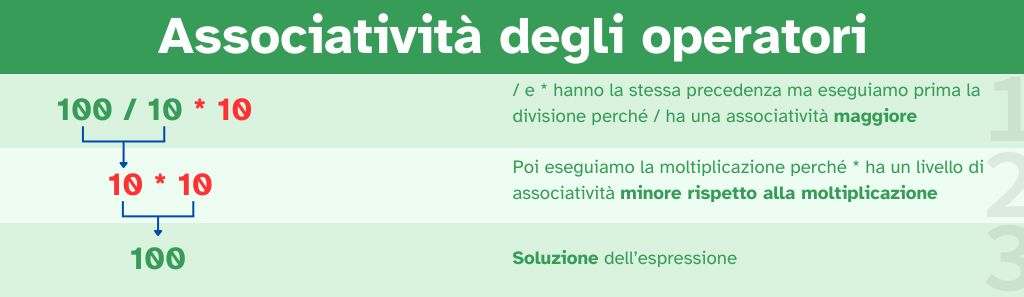 Associatività degli operatori
100 / 10 * 10
/ e * hanno la stessa precedenza ma eseguiamo prima la
divisione perché / ha una associatività maggiore
1
10 * 10
Poi eseguiamo la moltiplicazione perché * ha un livello di
associatività minore rispetto alla moltiplicazione
2
100
Soluzione dell'espressione
3